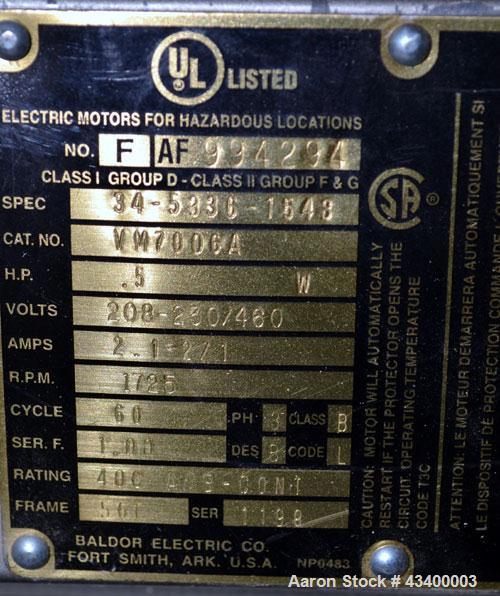 UL LISTED
ELECTRIC MOTORS FOR HAZARDOUS LOCATIONS
NO. F AF 994294
CLASS I GROUP D - CLASS II GROUP F & G
SPEC 34-5336-1543
CAT. NO. VM7006A
H.P. .5 W
VOLTS 208-230/460
AMPS 2.1-2/1
R.P.M. 1725
CYCLE 60 PH 3 CLASS B
SER. F. 1.00 DES B CODE L
RATING 40C AMB-CONT
FRAME 56C SER 1198
BALDOR ELECTRIC CO.
FORT SMITH, ARK. U.S.A. NP0483
SA ®
CAUTION: MOTOR WILL AUTOMATICALLY
RESTART IF THE PROTECTOR OPENS THE
CIRCUIT. OPERATING TEMPERATURE
CODE T3C
ATTENTION: LE MOTEUR DÉMARRERA AUTOMATIQUEMENT SI
LE DISPOSITIF DE PROTECTION COMMANDE
Aaron Stock # 43400003